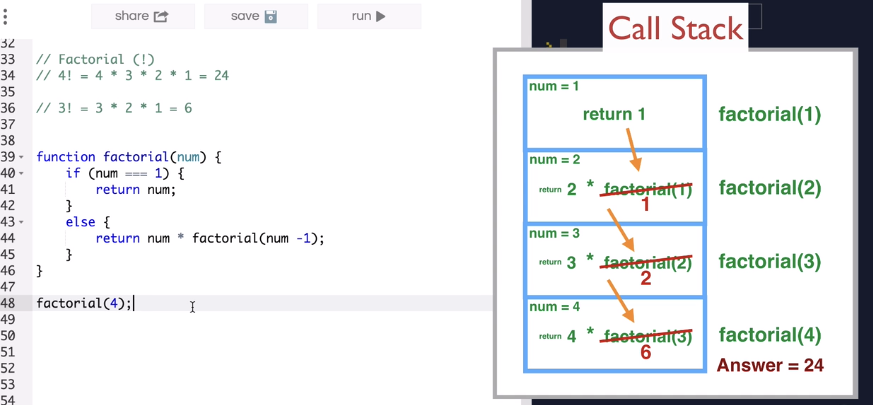 share save run
32
33 // Factorial (!)
34 // 4! = 4 * 3 * 2 * 1 = 24
35
36 // 3! = 3 * 2 * 1 = 6
37
38
39 function factorial(num) {
40 if (num === 1) {
41 return num;
42 }
43 else {
44 return num * factorial(num -1);
45 }
46 }
47
48 factorial(4);
49
50
51
52
53
54
Call Stack
num = 1
return 1 factorial(1)
num = 2
return 2 * factorial(1) factorial(2)
1
num = 3
return 3 * factorial(2) factorial(3)
2
num = 4
return 4 * factorial(3) factorial(4)
6
Answer = 24